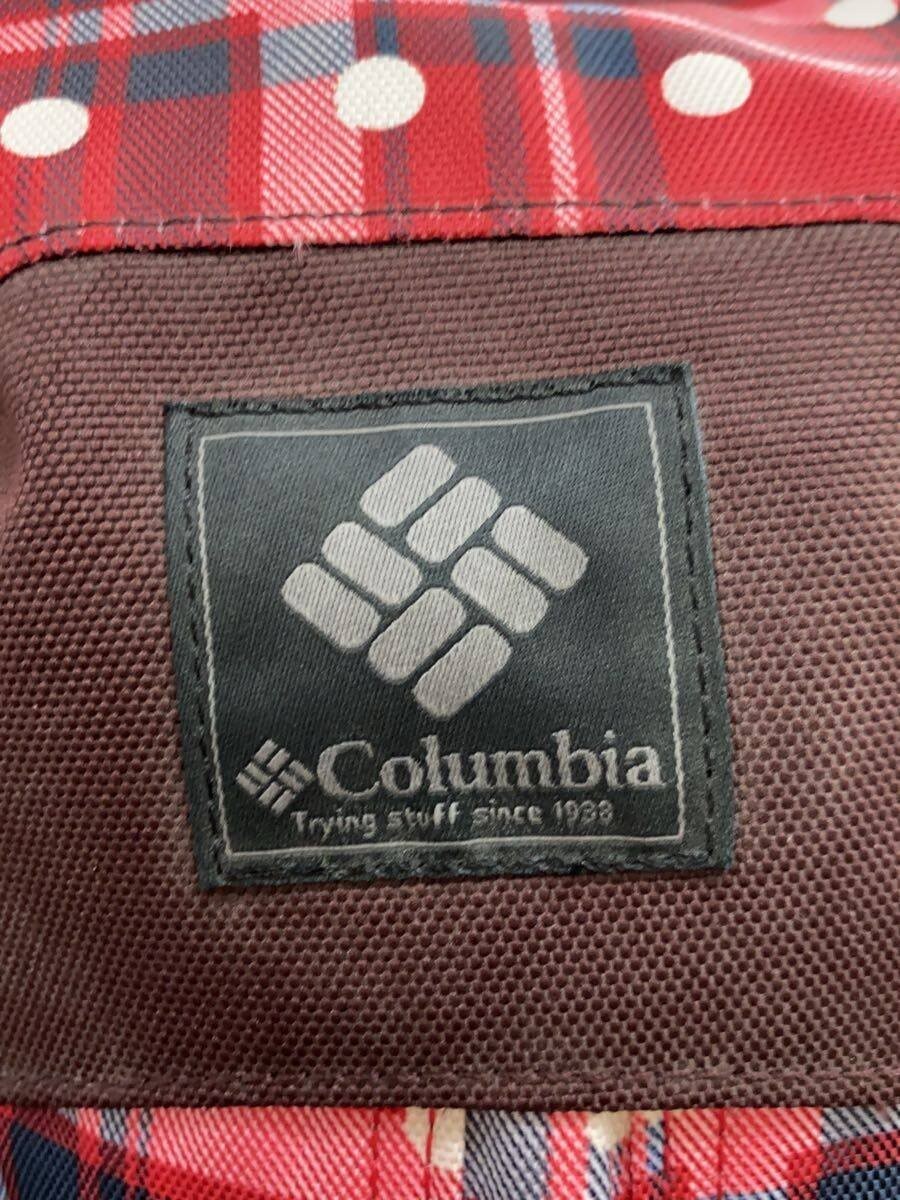 Columbia
Trying stuff since 1938